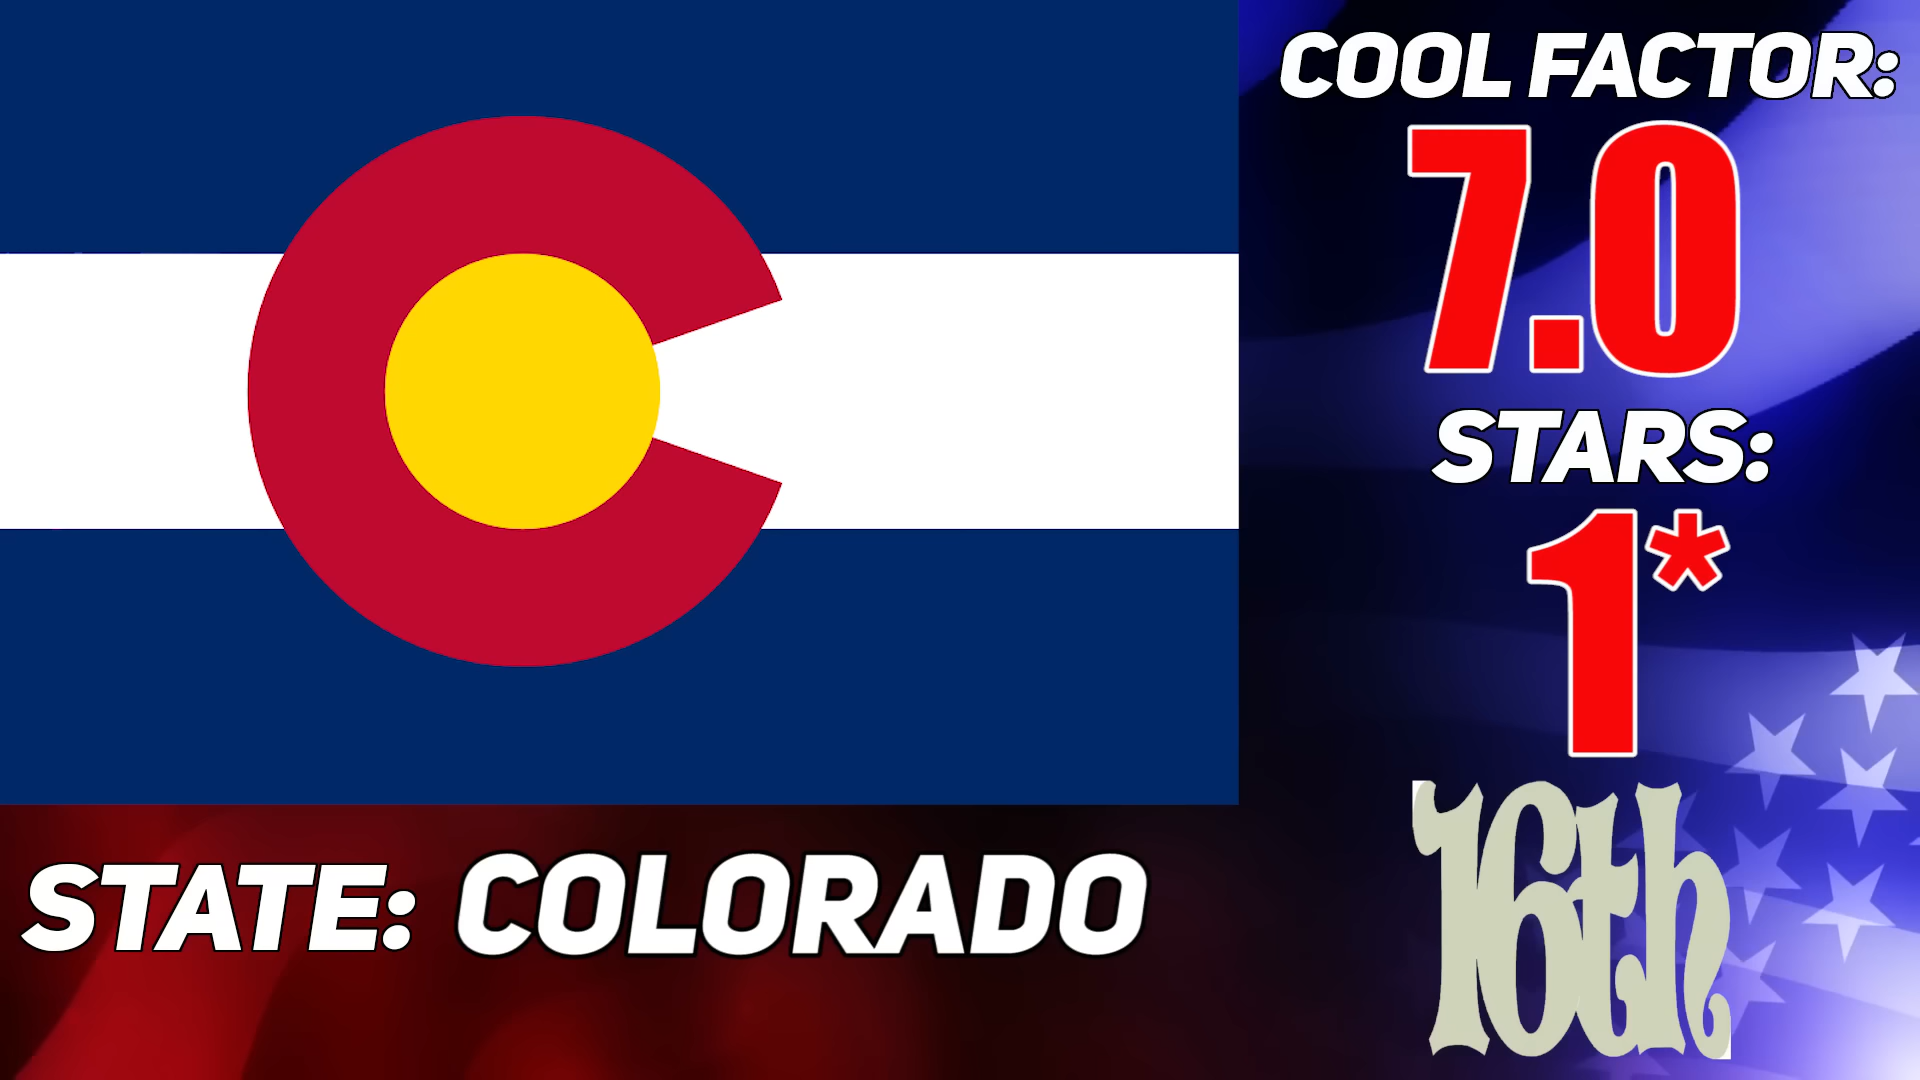 COOL FACTOR:
7.0
STARS:
1*
16th
STATE: COLORADO